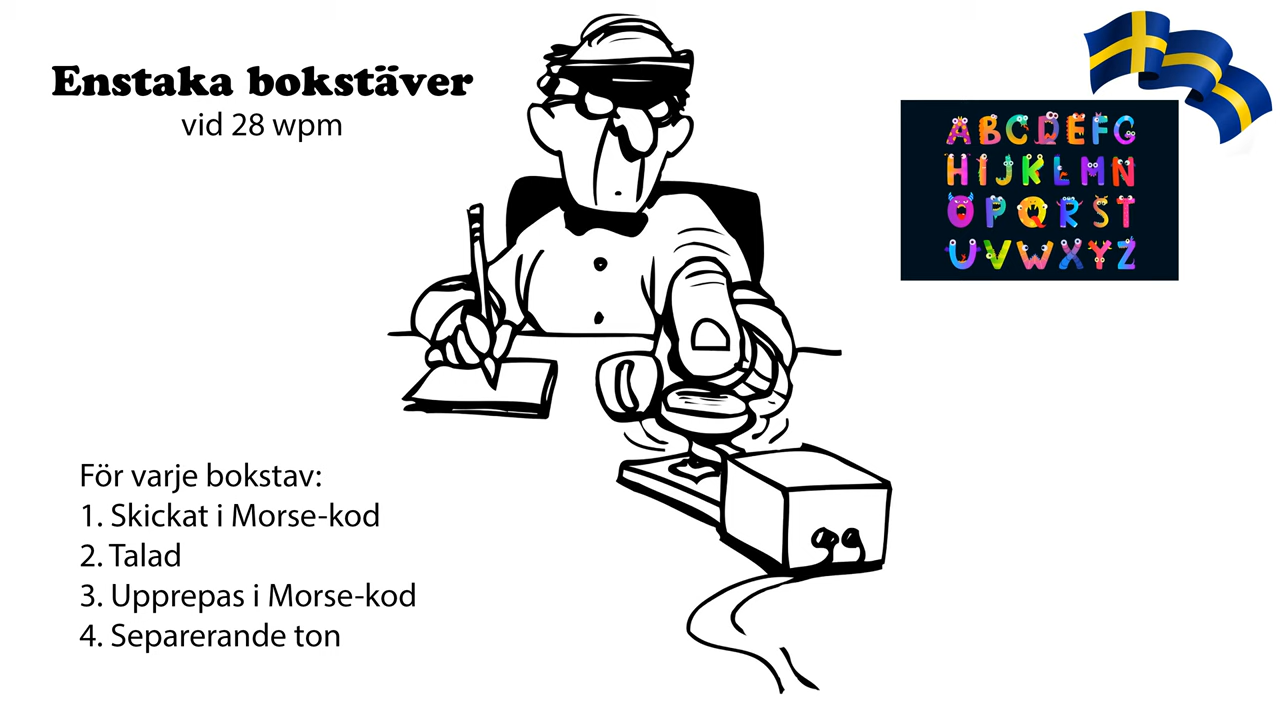 Enstaka bokstäver
vid 28 wpm
ABCDEFG
HIJKLMN
OPQRST
UVWXYZ
För varje bokstav:
1. Skickat i Morse-kod
2. Talad
3. Upprepas i Morse-kod
4. Separerande ton